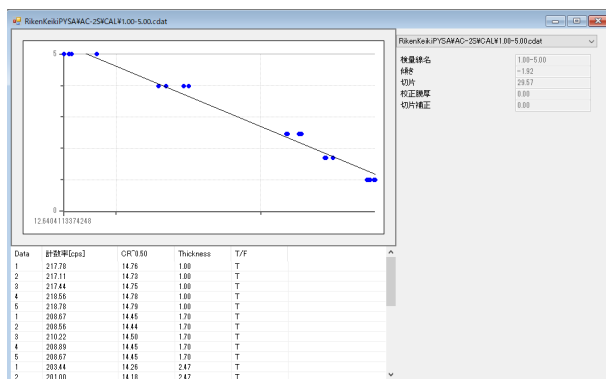 RikenKeikiPYSA¥AC-2S¥CAL¥1.00-5.00.cdat
RikenKeikiPYSA¥AC-2S¥CAL¥1.00-5.00.cdat
検量線名 1.00-5.00
傾き -1.92
切片 29.57
校正膜厚 0.00
切片補正 0.00
5
0
12.6404113374248
Data 計数率[cps] CR^0.50 Thickness T/F
1 217.78 14.76 1.00 T
2 217.11 14.73 1.00 T
3 217.44 14.75 1.00 T
4 218.56 14.78 1.00 T
5 218.78 14.79 1.00 T
1 208.67 14.45 1.70 T
2 208.56 14.44 1.70 T
3 210.22 14.50 1.70 T
4 208.89 14.45 1.70 T
5 208.67 14.45 1.70 T
1 203.44 14.26 2.47 T
2 201.00 14.18 2.47 T